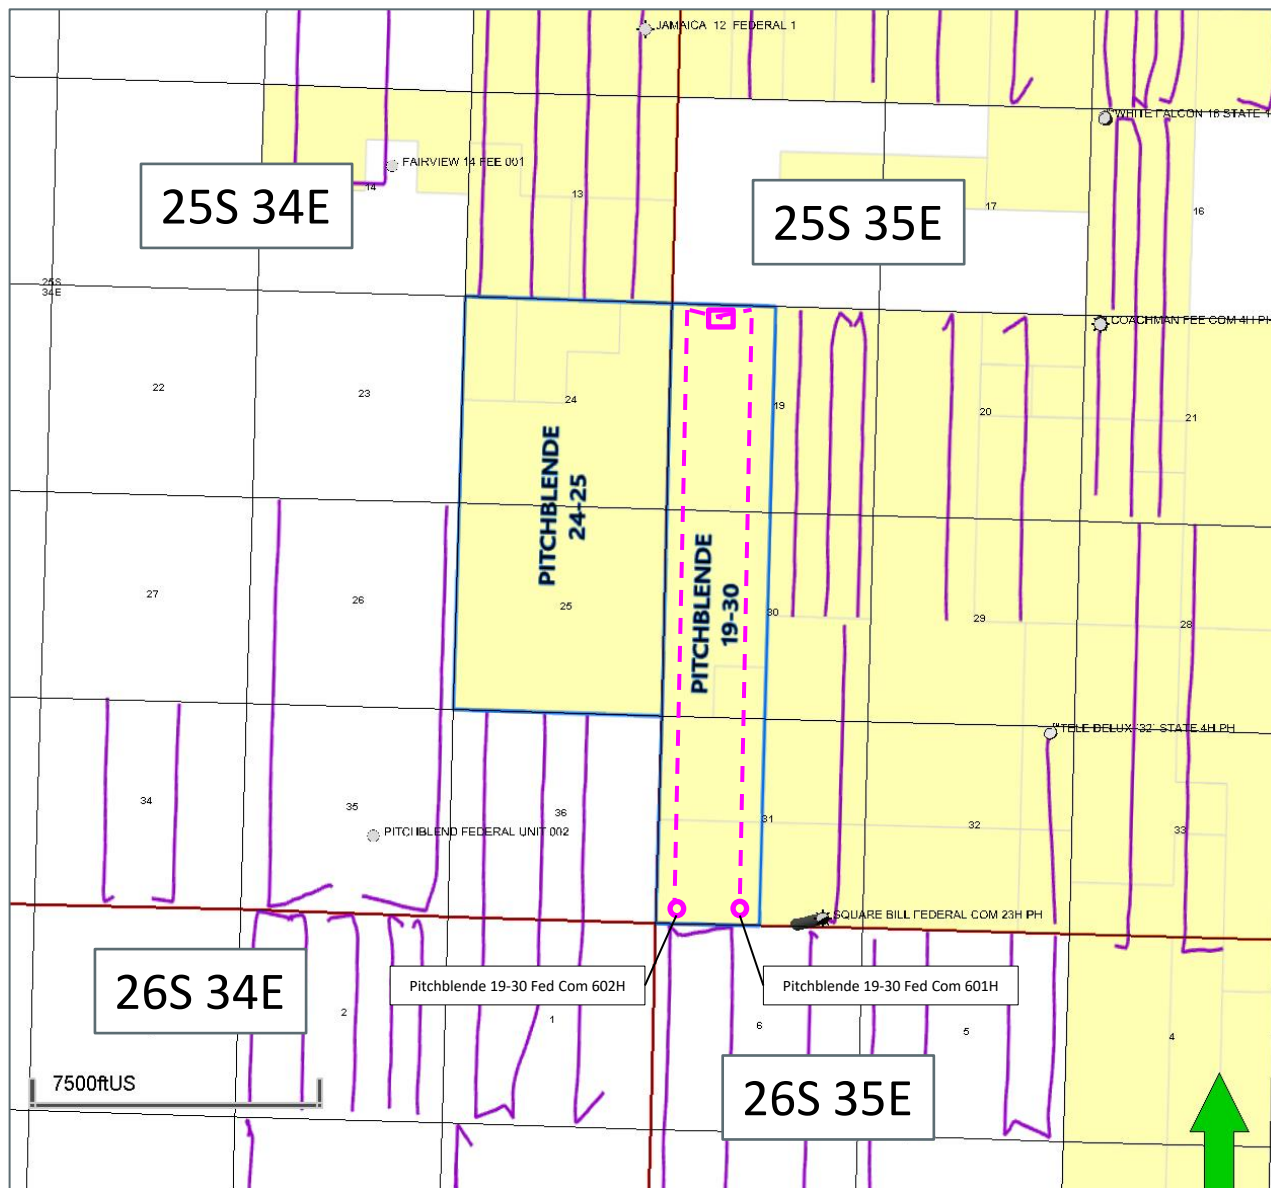 JAMAICA 12 FEDERAL 1
WHITE FALCON 16 STATE 1
FAIRVIEW 14 FEE 001
14
13
17
16
25S 34E
25S 35E
25S
34E
COACHMAN FEE COM 4H PH
22
23
24
19
20
21
PITCHBLENDE
24-25
PITCHBLENDE
19-30
27
26
25
30
29
28
TELE DELUX '32' STATE 4H PH
34
35
36
31
32
33
PITCHBLEND FEDERAL UNIT 002
SQUARE BILL FEDERAL COM 23H PH
Pitchblende 19-30 Fed Com 602H
Pitchblende 19-30 Fed Com 601H
26S 34E
2
1
6
5
4
26S 35E
7500ftUS